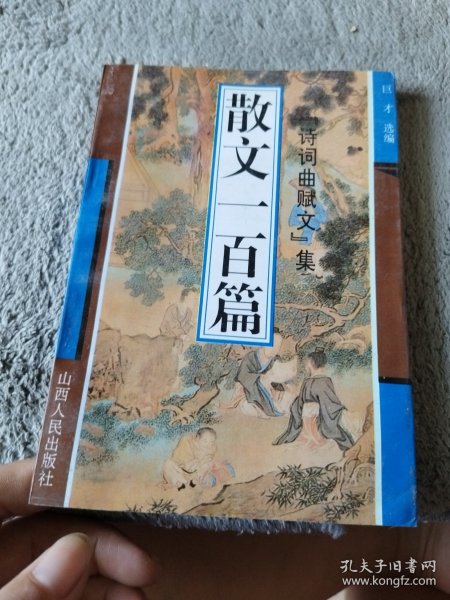 巨才 选编
『诗词曲赋文』集
散文一百篇
山西人民出版社
孔夫子旧书网
www.kongfz.com